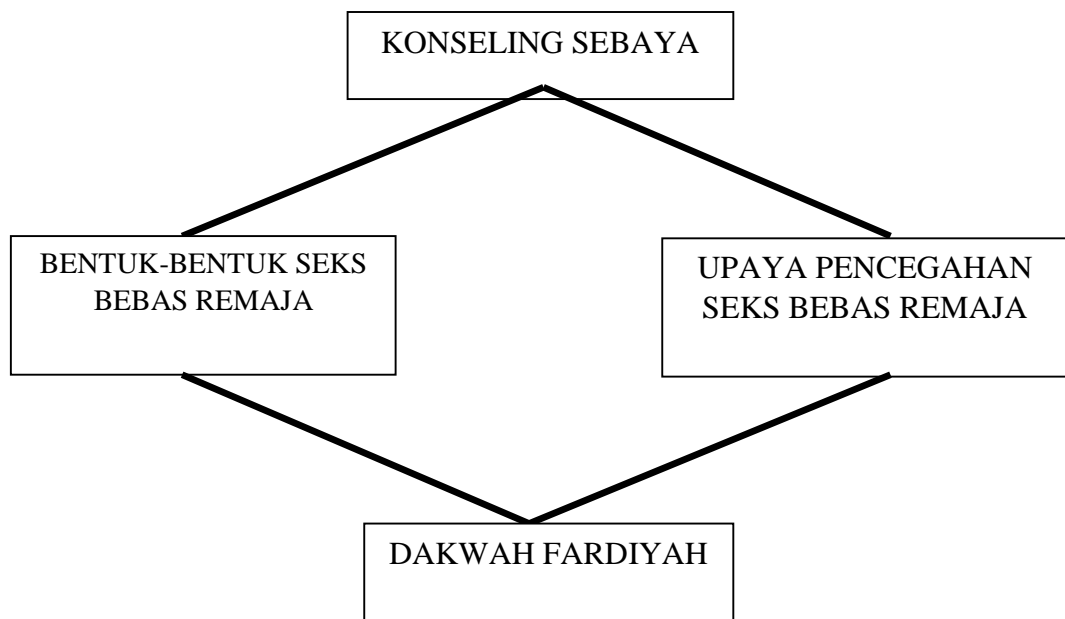 KONSELING SEBAYA
BENTUK-BENTUK SEKS
BEBAS REMAJA
UPAYA PENCEGAHAN
SEKS BEBAS REMAJA
DAKWAH FARDIYAH